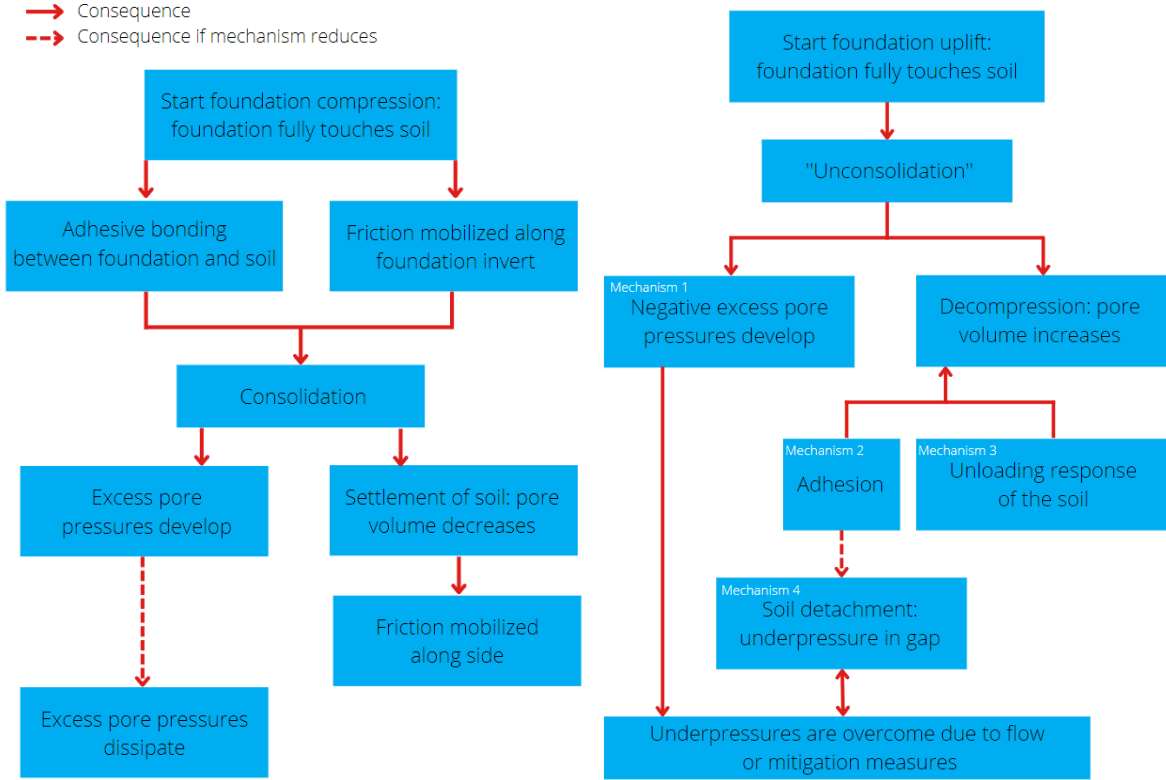 Consequence
Consequence if mechanism reduces
Start foundation compression:
foundation fully touches soil
Adhesive bonding
between foundation and soil
Friction mobilized along
foundation invert
Consolidation
Excess pore
pressures develop
Settlement of soil: pore
volume decreases
Friction mobilized
along side
Excess pore pressures
dissipate
Start foundation uplift:
foundation fully touches soil
"Unconsolidation"
Mechanism 1
Negative excess pore
pressures develop
Decompression: pore
volume increases
Mechanism 2
Adhesion
Mechanism 3
Unloading response
of the soil
Mechanism 4
Soil detachment:
underpressure in gap
Underpressures are overcome due to flow
or mitigation measures